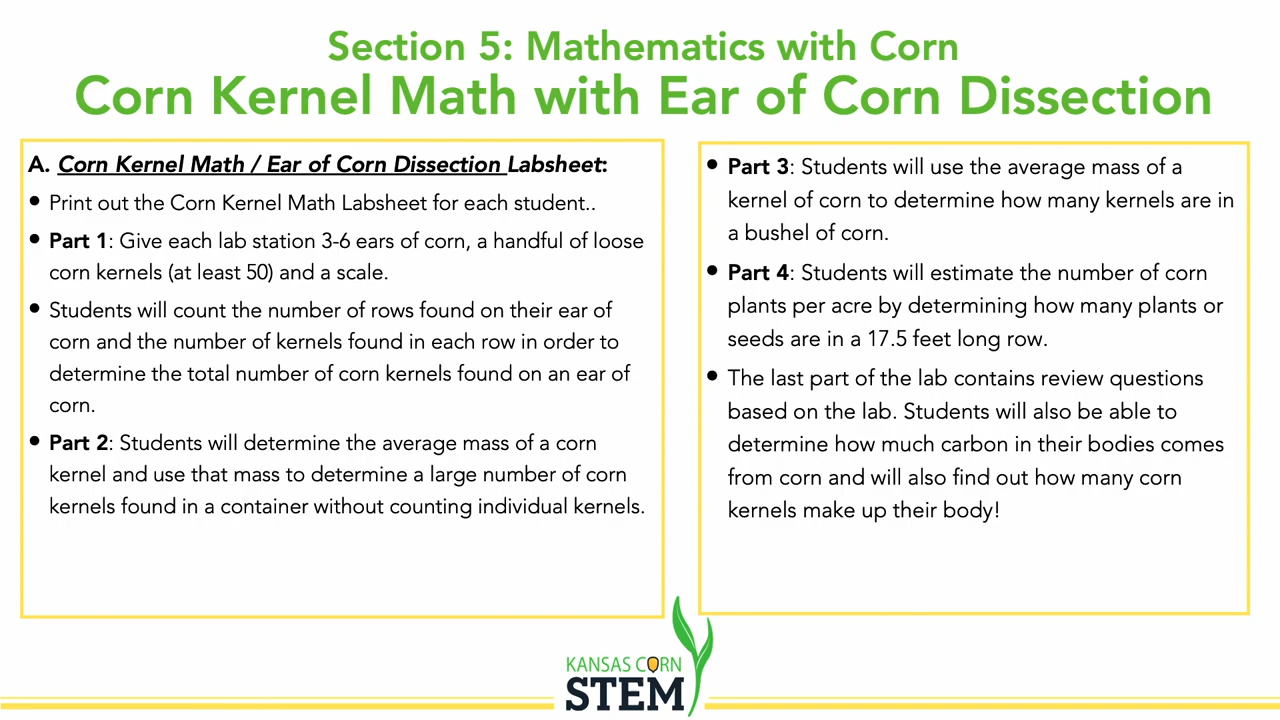 Section 5: Mathematics with Corn
Corn Kernel Math with Ear of Corn Dissection
A. Corn Kernel Math / Ear of Corn Dissection Labsheet:
• Print out the Corn Kernel Math Labsheet for each student..
• Part 1: Give each lab station 3-6 ears of corn, a handful of loose
corn kernels (at least 50) and a scale.
• Students will count the number of rows found on their ear of
corn and the number of kernels found in each row in order to
determine the total number of corn kernels found on an ear of
corn.
• Part 2: Students will determine the average mass of a corn
kernel and use that mass to determine a large number of corn
kernels found in a container without counting individual kernels.
• Part 3: Students will use the average mass of a
kernel of corn to determine how many kernels are in
a bushel of corn.
• Part 4: Students will estimate the number of corn
plants per acre by determining how many plants or
seeds are in a 17.5 feet long row.
• The last part of the lab contains review questions
based on the lab. Students will also be able to
determine how much carbon in their bodies comes
from corn and will also find out how many corn
kernels make up their body!
KANSAS CORN
STEM